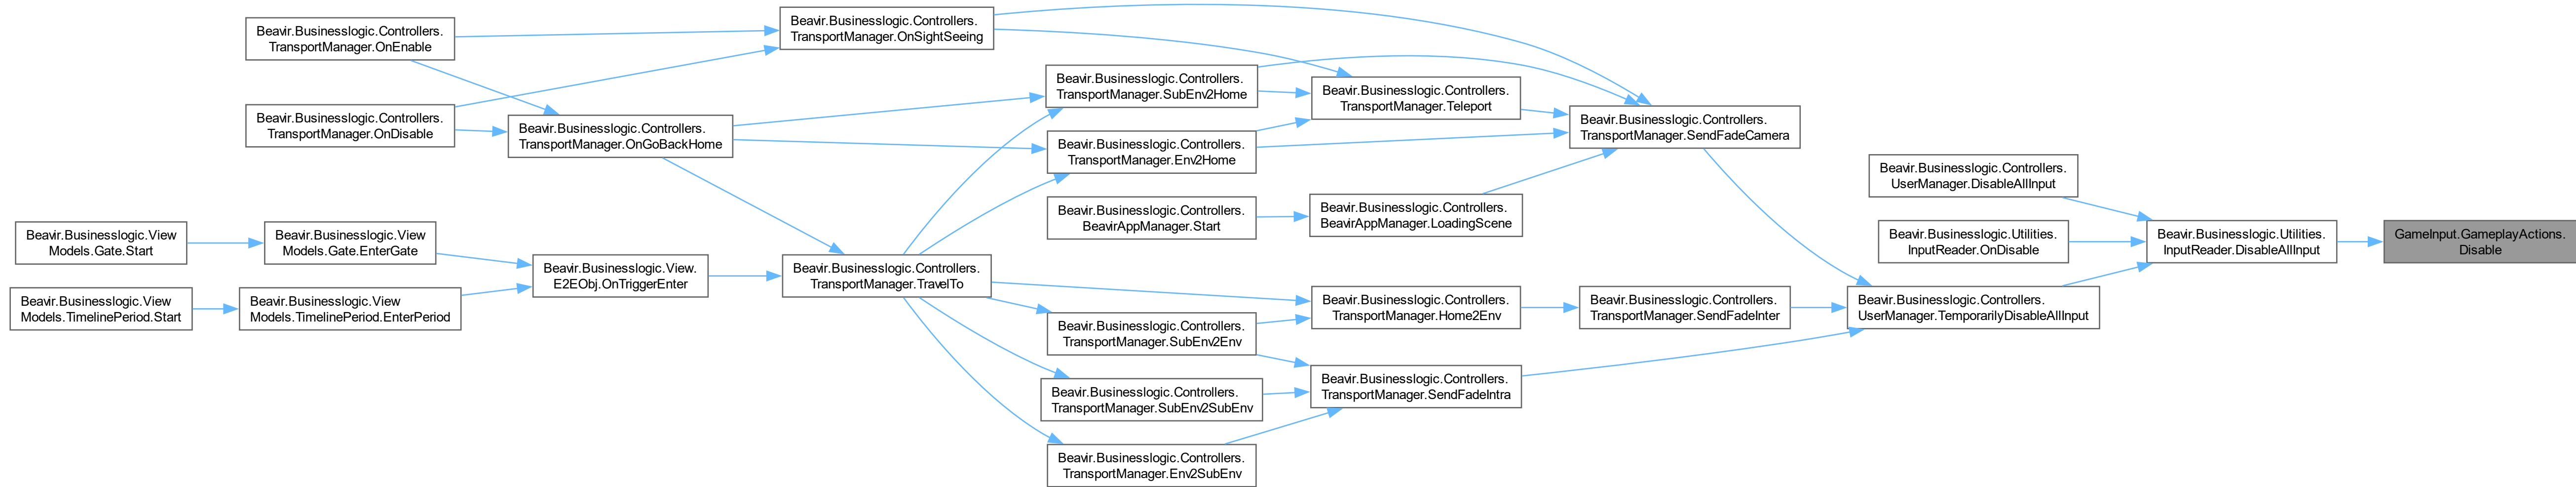 Beavir.Businesslogic.Controllers.
TransportManager.OnEnable
Beavir.Businesslogic.Controllers.
TransportManager.OnDisable
Beavir.Businesslogic.View
Models.Gate.Start
Beavir.Businesslogic.View
Models.TimelinePeriod.Start
Beavir.Businesslogic.View
Models.Gate.EnterGate
Beavir.Businesslogic.View
Models.TimelinePeriod.EnterPeriod
Beavir.Businesslogic.Controllers.
TransportManager.OnGoBackHome
Beavir.Businesslogic.View.
E2EObj.OnTriggerEnter
Beavir.Businesslogic.Controllers.
TransportManager.OnSightSeeing
Beavir.Businesslogic.Controllers.
TransportManager.TravelTo
Beavir.Businesslogic.Controllers.
TransportManager.SubEnv2Home
Beavir.Businesslogic.Controllers.
TransportManager.Env2Home
Beavir.Businesslogic.Controllers.
BeavirAppManager.Start
Beavir.Businesslogic.Controllers.
TransportManager.SubEnv2Env
Beavir.Businesslogic.Controllers.
TransportManager.SubEnv2SubEnv
Beavir.Businesslogic.Controllers.
TransportManager.Env2SubEnv
Beavir.Businesslogic.Controllers.
TransportManager.Teleport
Beavir.Businesslogic.Controllers.
BeavirAppManager.LoadingScene
Beavir.Businesslogic.Controllers.
TransportManager.Home2Env
Beavir.Businesslogic.Controllers.
TransportManager.SendFadeIntra
Beavir.Businesslogic.Controllers.
TransportManager.SendFadeCamera
Beavir.Businesslogic.Controllers.
TransportManager.SendFadeInter
Beavir.Businesslogic.Controllers.
UserManager.DisableAllInput
Beavir.Businesslogic.Utilities.
InputReader.OnDisable
Beavir.Businesslogic.Controllers.
UserManager.TemporarilyDisableAllInput
Beavir.Businesslogic.Utilities.
InputReader.DisableAllInput
GameInput.GameplayActions.
Disable